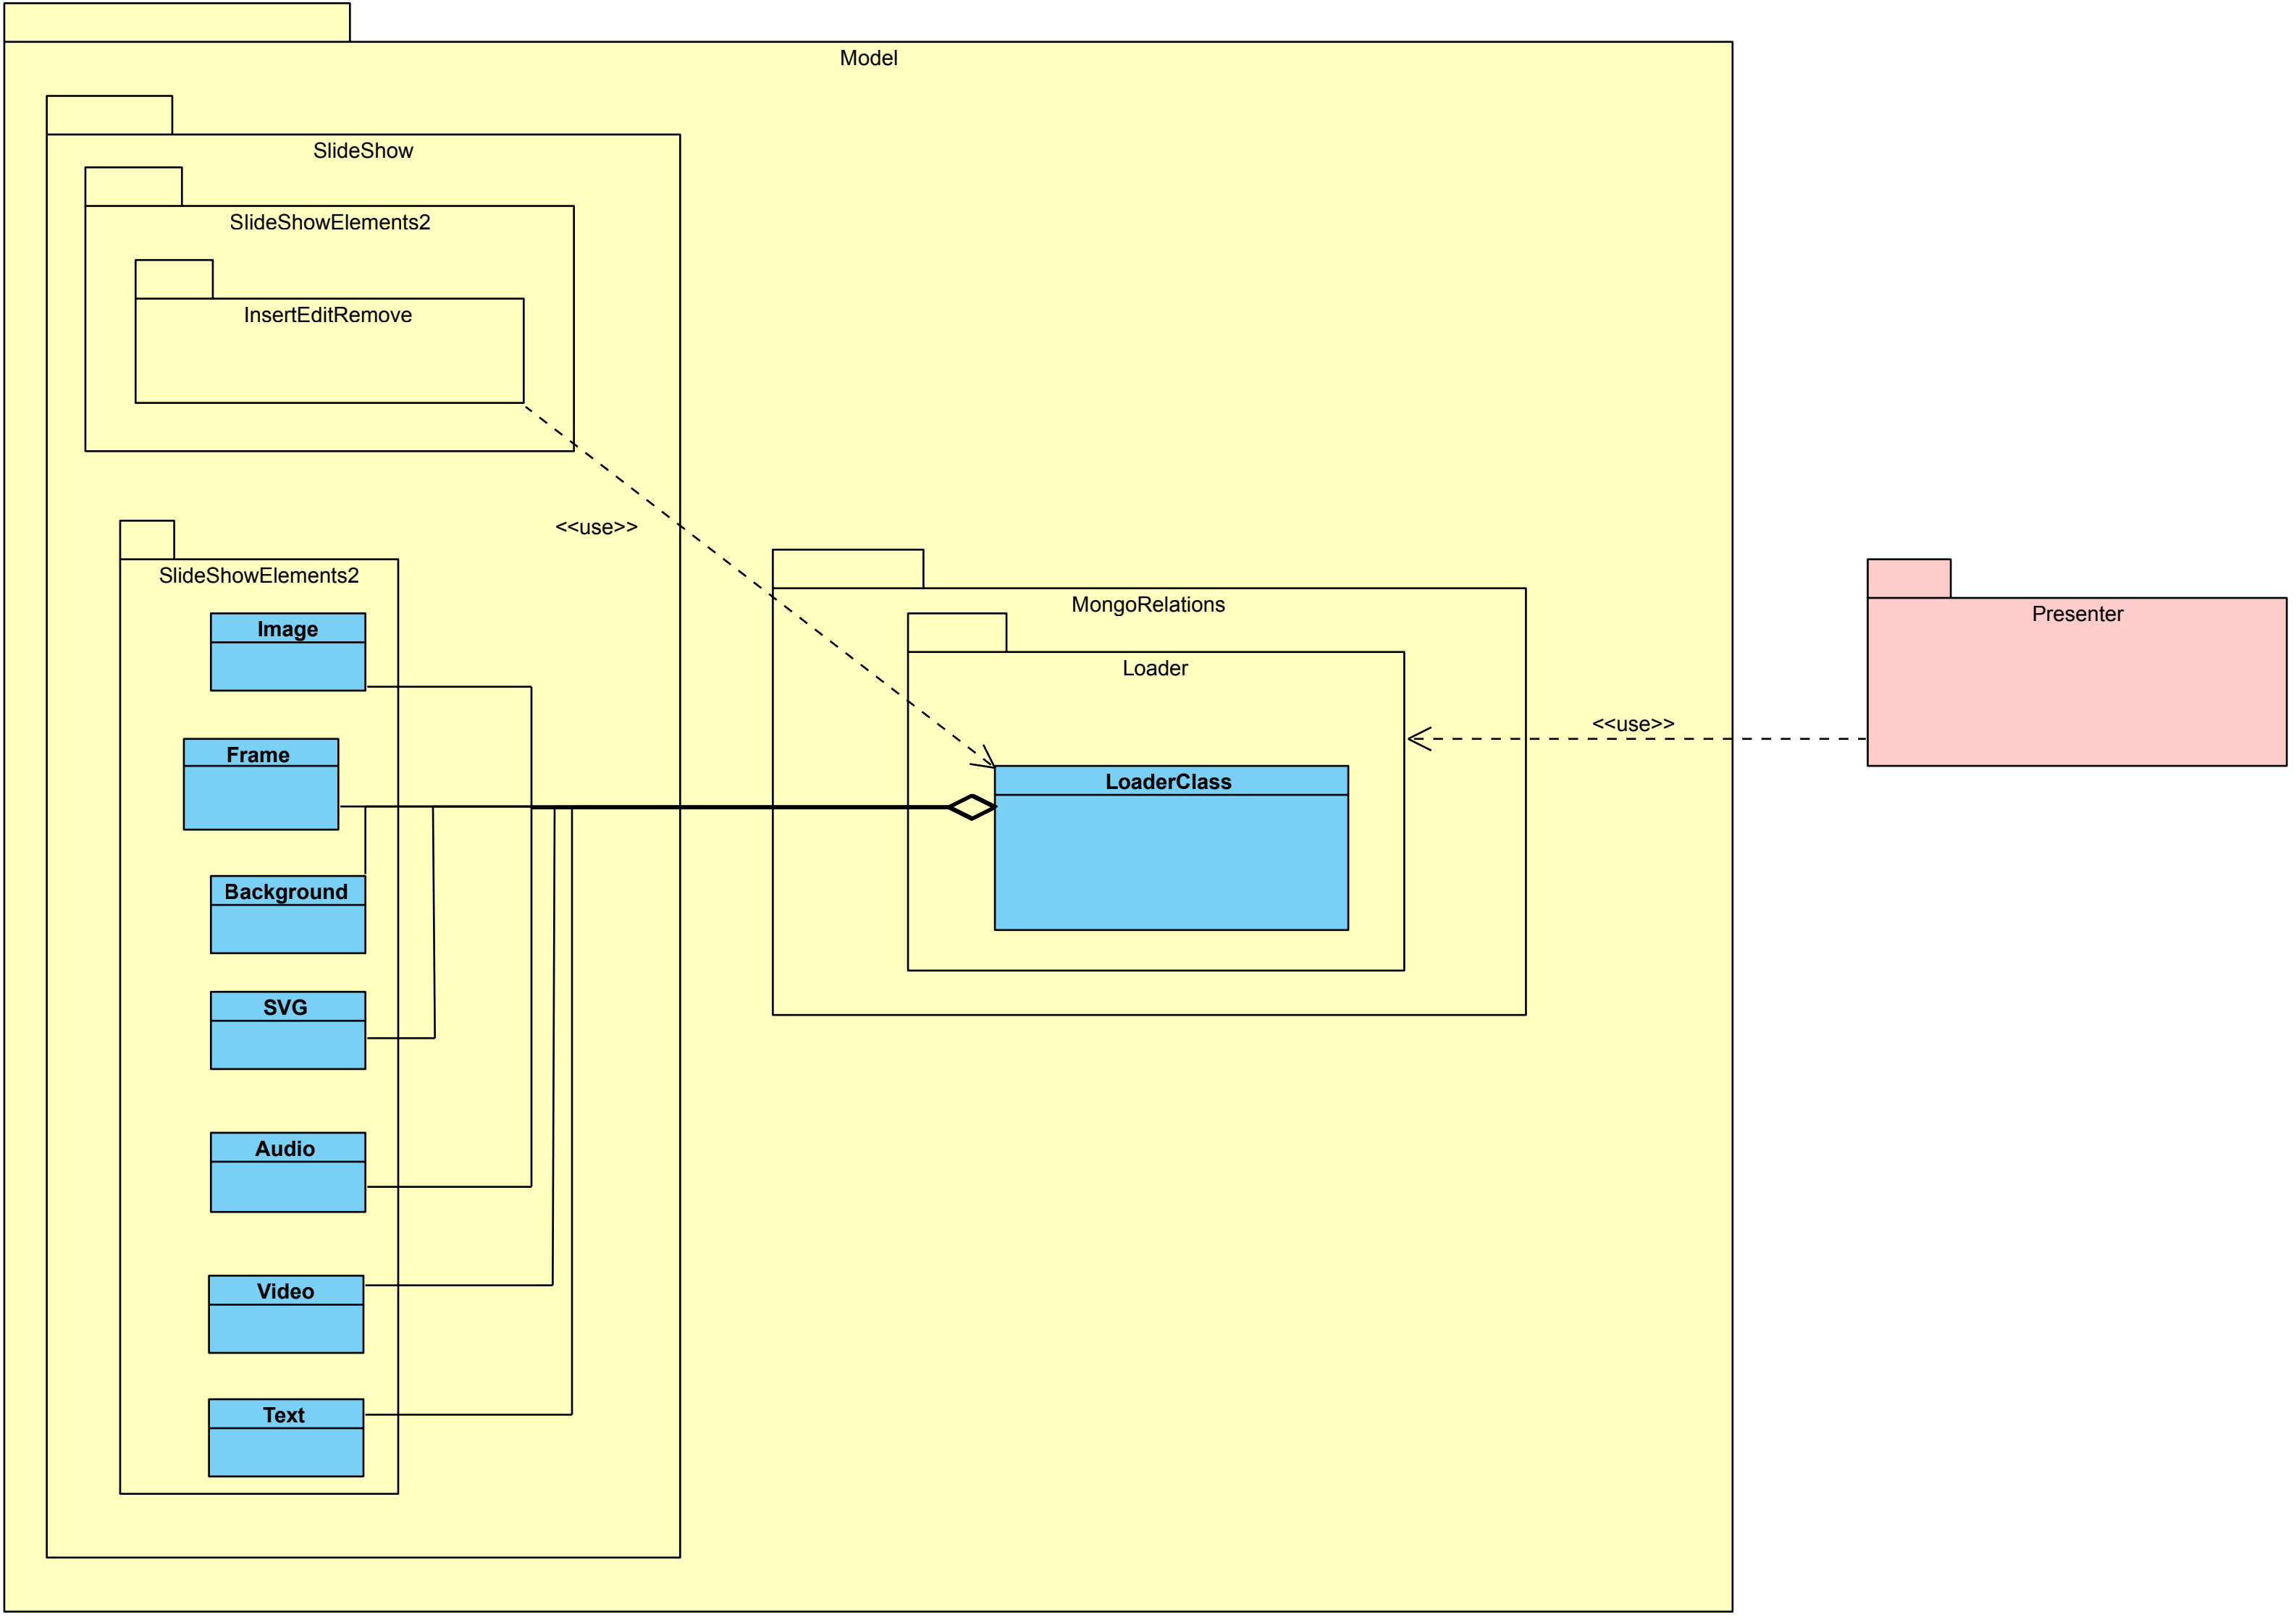 Model
SlideShow
SlideShowElements2
InsertEditRemove
<<use>>
SlideShowElements2
Image
Frame
Background
SVG
Audio
Video
Text
MongoRelations
Loader
LoaderClass
<<use>>
Presenter